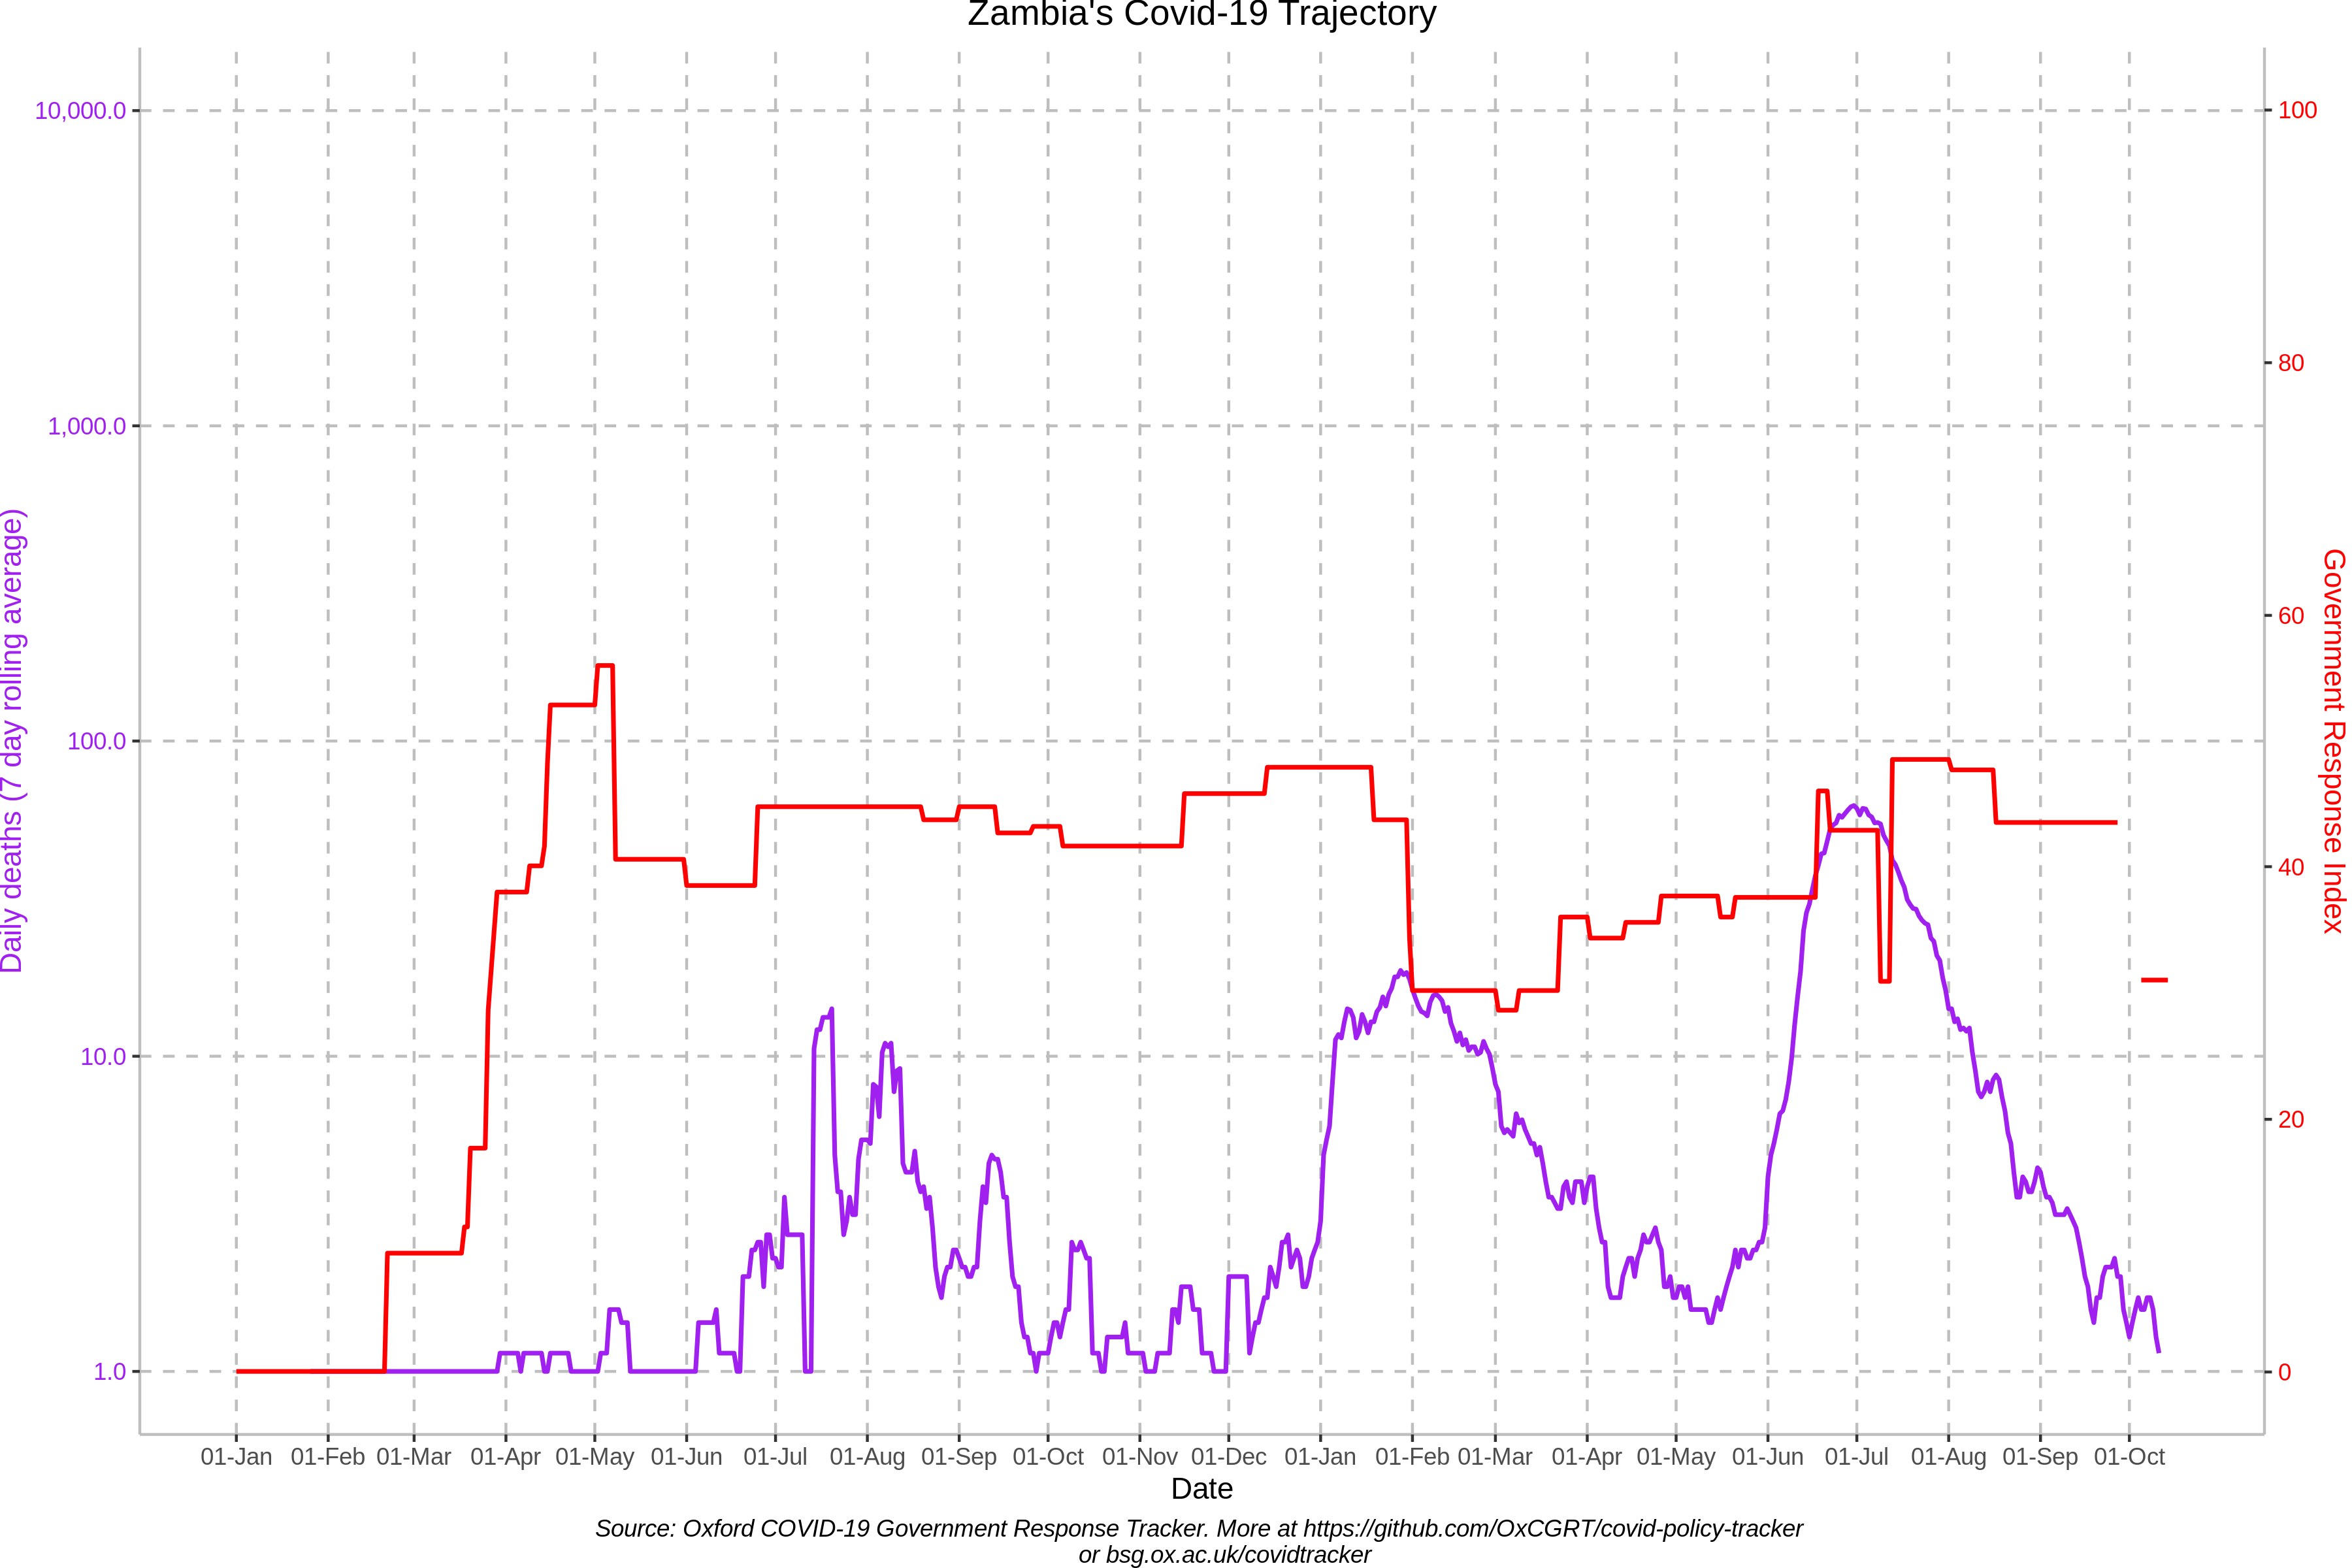 Zambia's Covid-19 Trajectory
10,000.0
1,000.0
100.0
10.0
1.0
Daily deaths (7 day rolling average)
100
80
60
40
20
0
Government Response Index
01-Jan 01-Feb 01-Mar 01-Apr 01-May 01-Jun 01-Jul 01-Aug 01-Sep 01-Oct 01-Nov 01-Dec 01-Jan 01-Feb 01-Mar 01-Apr 01-May 01-Jun 01-Jul 01-Aug 01-Sep 01-Oct
Date
Source: Oxford COVID-19 Government Response Tracker. More at https://github.com/OxCGRT/covid-policy-tracker
or bsg.ox.ac.uk/covidtracker